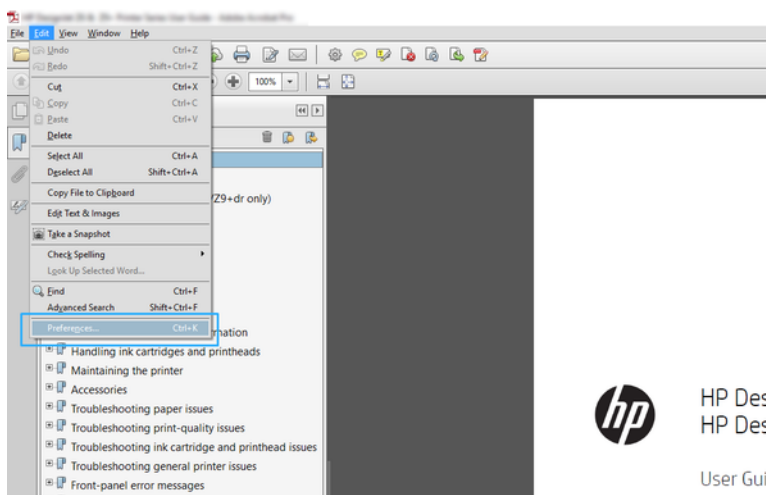 File Edit View Window Help
Undo Ctrl+Z
Redo Shift+Ctrl+Z
Cut Ctrl+X
Copy Ctrl+C
Paste Ctrl+V
Delete
Select All Ctrl+A
Deselect All Shift+Ctrl+A
Copy File to Clipboard
Edit Text & Images
Take a Snapshot
Check Spelling
Look Up Selected Word...
Find Ctrl+F
Advanced Search Shift+Ctrl+F
Preferences... Ctrl+K
100%
/Z9+dr only)
mation
Handling ink cartridges and printheads
Maintaining the printer
Accessories
Troubleshooting paper issues
Troubleshooting print-quality issues
Troubleshooting ink cartridge and printhead issues
Troubleshooting general printer issues
Front-panel error messages
hp
HP Des
HP Des
User Gui